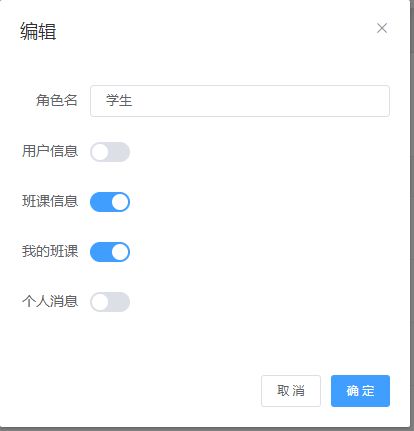 编辑
角色名 学生
用户信息
班课信息
我的班课
个人消息
取 消 确 定